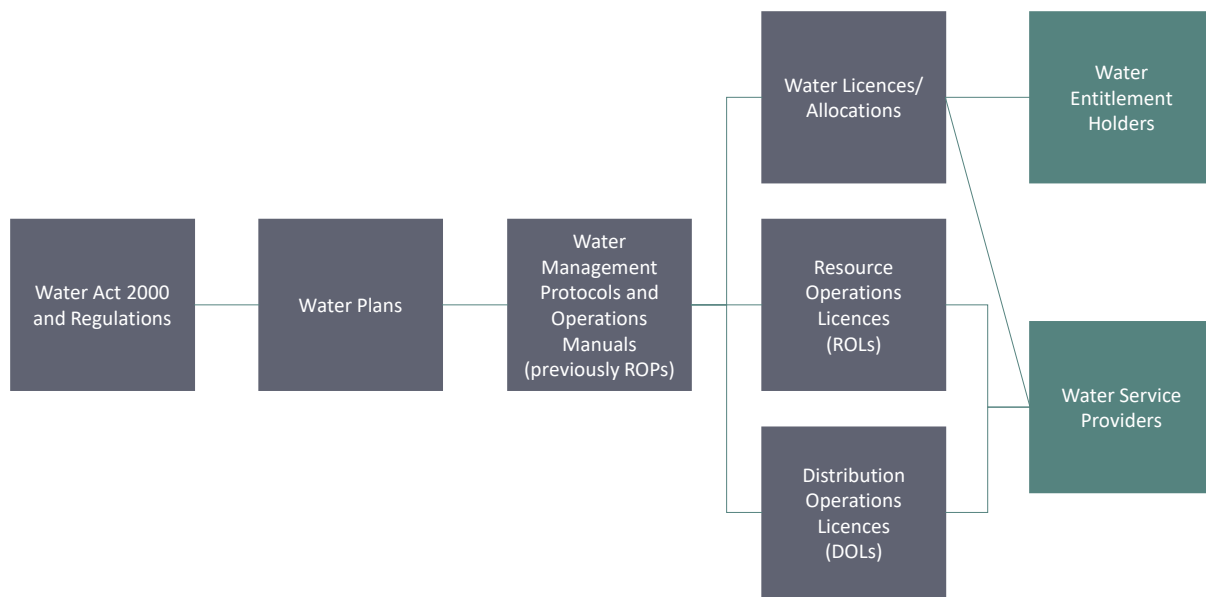 Water Act 2000
and Regulations
Water Plans
Water
Management
Protocols and
Operations
Manuals
(previously ROPs)
Water Licences/
Allocations
Resource
Operations
Licences
(ROLs)
Distribution
Operations
Licences
(DOLs)
Water
Entitlement
Holders
Water Service
Providers